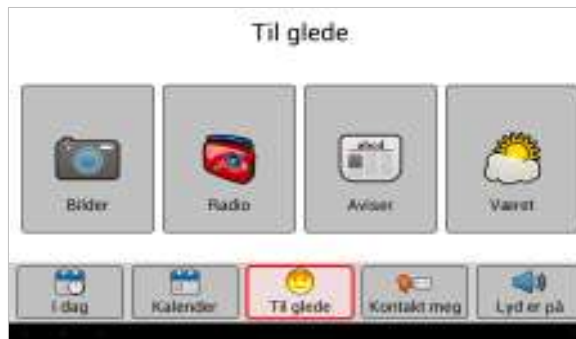 Til glede
Bilder Radio Aviser Været
I dag Kalender Til glede Kontakt meg Lyd er på